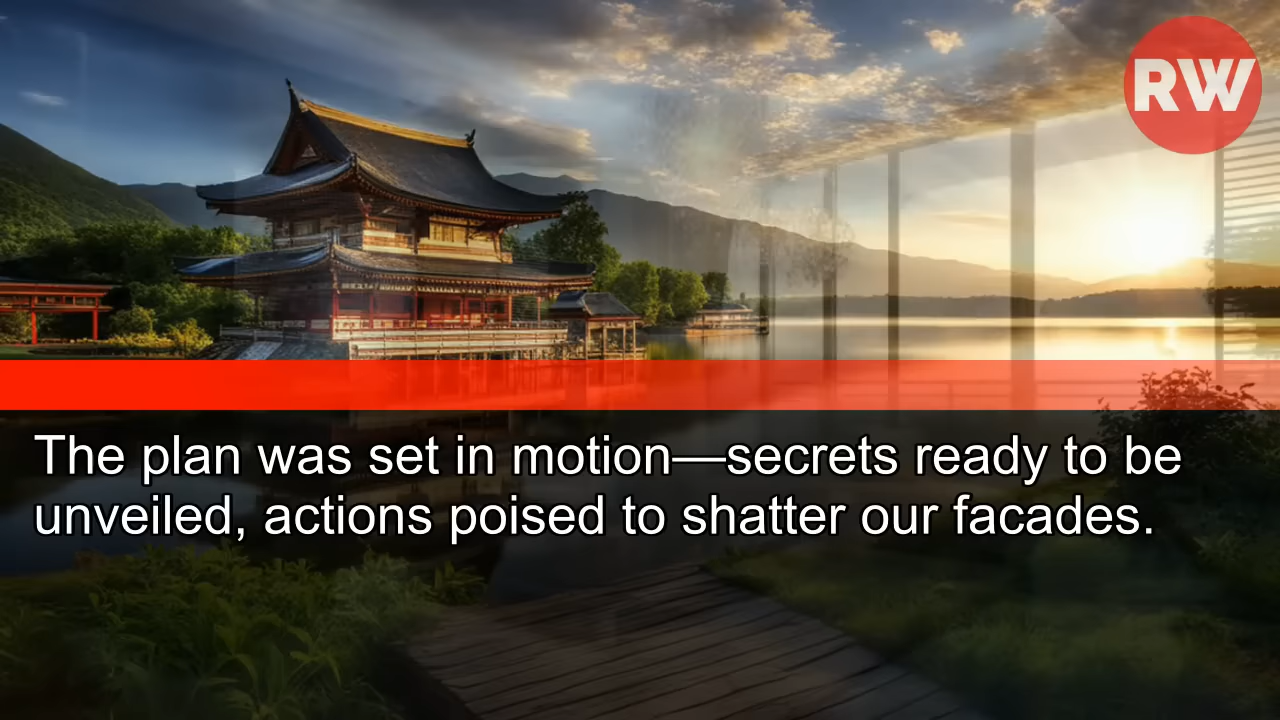 RW
The plan was set in motion—secrets ready to be
unveiled, actions poised to shatter our facades.